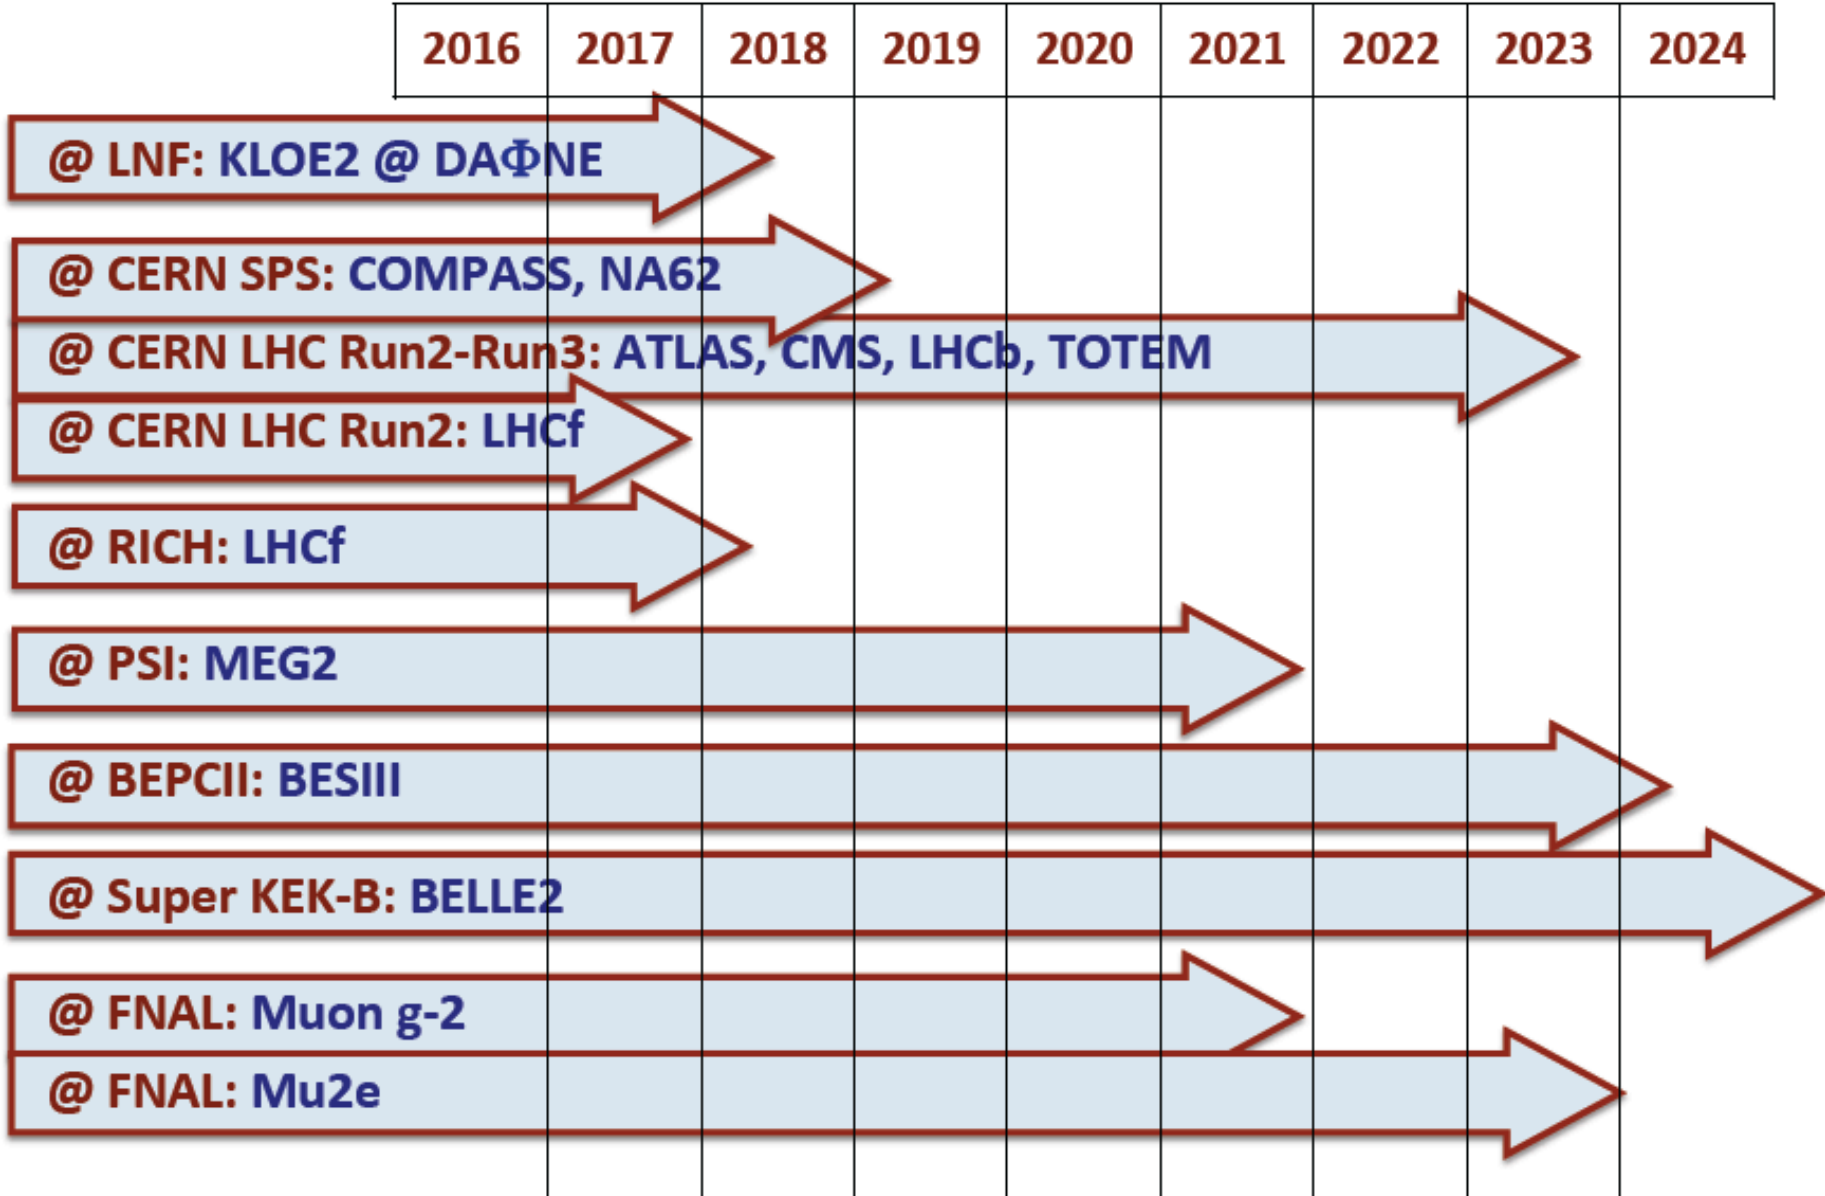 2016 2017 2018 2019 2020 2021 2022 2023 2024
@ LNF: KLOE2 @ DAΦNE
@ CERN SPS: COMPASS, NA62
@ CERN LHC Run2-Run3: ATLAS, CMS, LHCb, TOTEM
@ CERN LHC Run2: LHCf
@ RICH: LHCf
@ PSI: MEG2
@ BEPCII: BESIII
@ Super KEK-B: BELLE2
@ FNAL: Muon g-2
@ FNAL: Mu2e